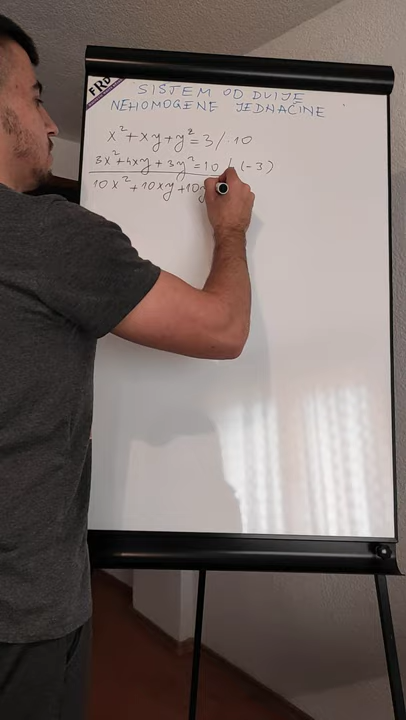 FRD
SISTEM OD DVIJE
NEHOMOGENE JEDNAČINE
x² + xy + y² = 3 /· 10
3x² + 4xy + 3y² = 10 /· (-3)
10x² + 10xy + 10y